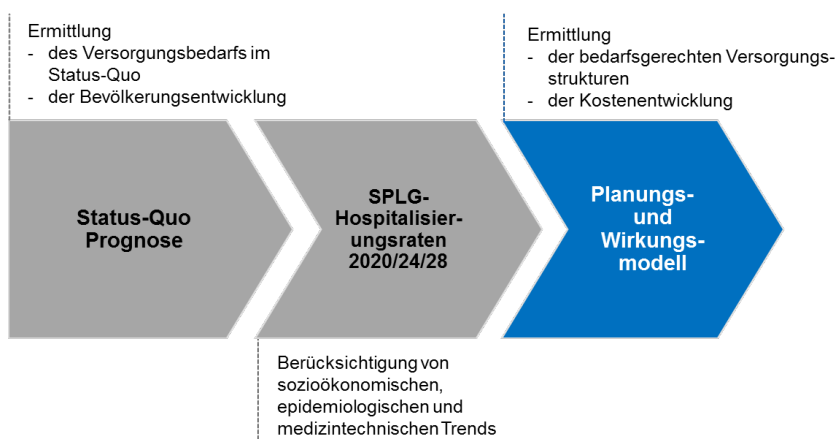 Ermittlung
- des Versorgungsbedarfs im
Status-Quo
- der Bevölkerungsentwicklung
Status-Quo
Prognose
SPLG-
Hospitalisier-
ungsraten
2020/24/28
Berücksichtigung von
sozioökonomischen,
epidemiologischen und
medizintechnischen Trends
Ermittlung
- der bedarfsgerechten Versorgungs-
strukturen
- der Kostenentwicklung
Planungs-
und
Wirkungs-
modell